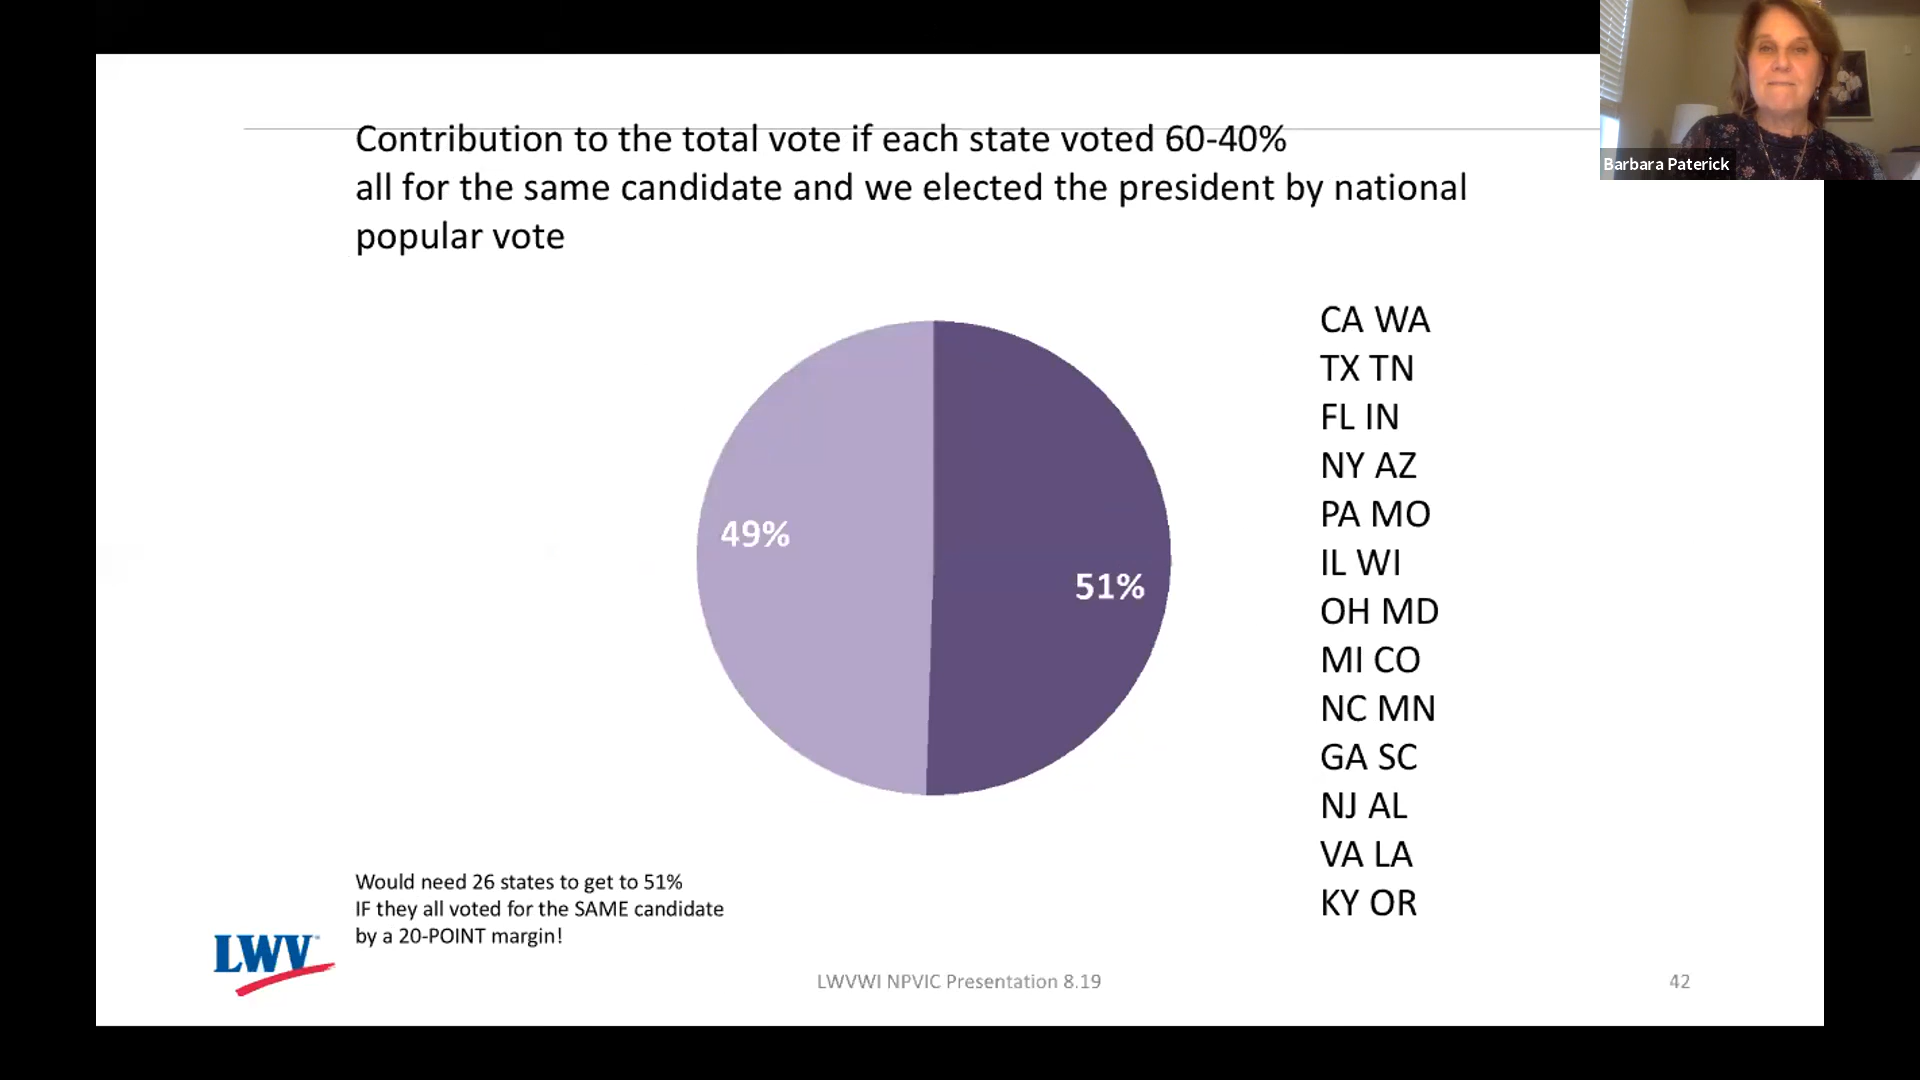 Barbara Paterick
Contribution to the total vote if each state voted 60-40%
all for the same candidate and we elected the president by national
popular vote
49%
51%
CA WA
TX TN
FL IN
NY AZ
PA MO
IL WI
OH MD
MI CO
NC MN
GA SC
NJ AL
VA LA
KY OR
Would need 26 states to get to 51%
IF they all voted for the SAME candidate
by a 20-POINT margin!
LWV
LWVWI NPVIC Presentation 8.19
42